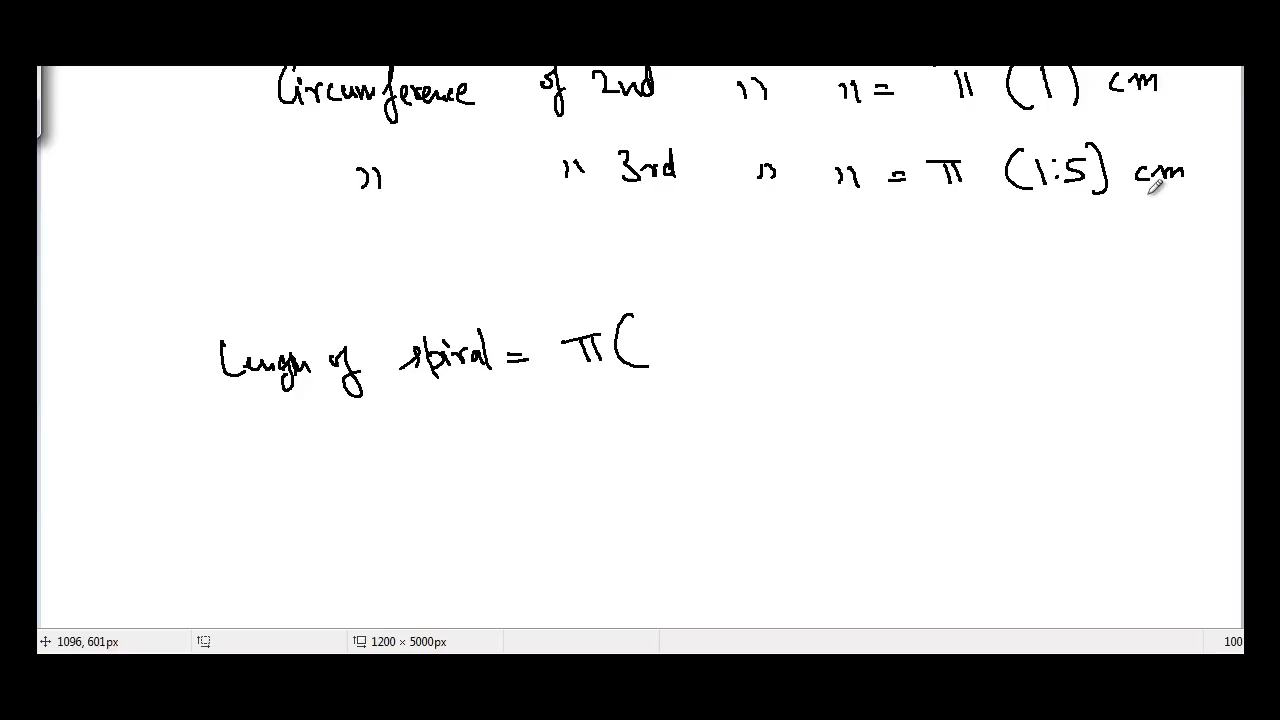 Circumference of 2nd " " = π (1) cm
" " 3rd " " = π (1.5) cm
Length of spiral = π (
1096, 601px 1200 × 5000px 100